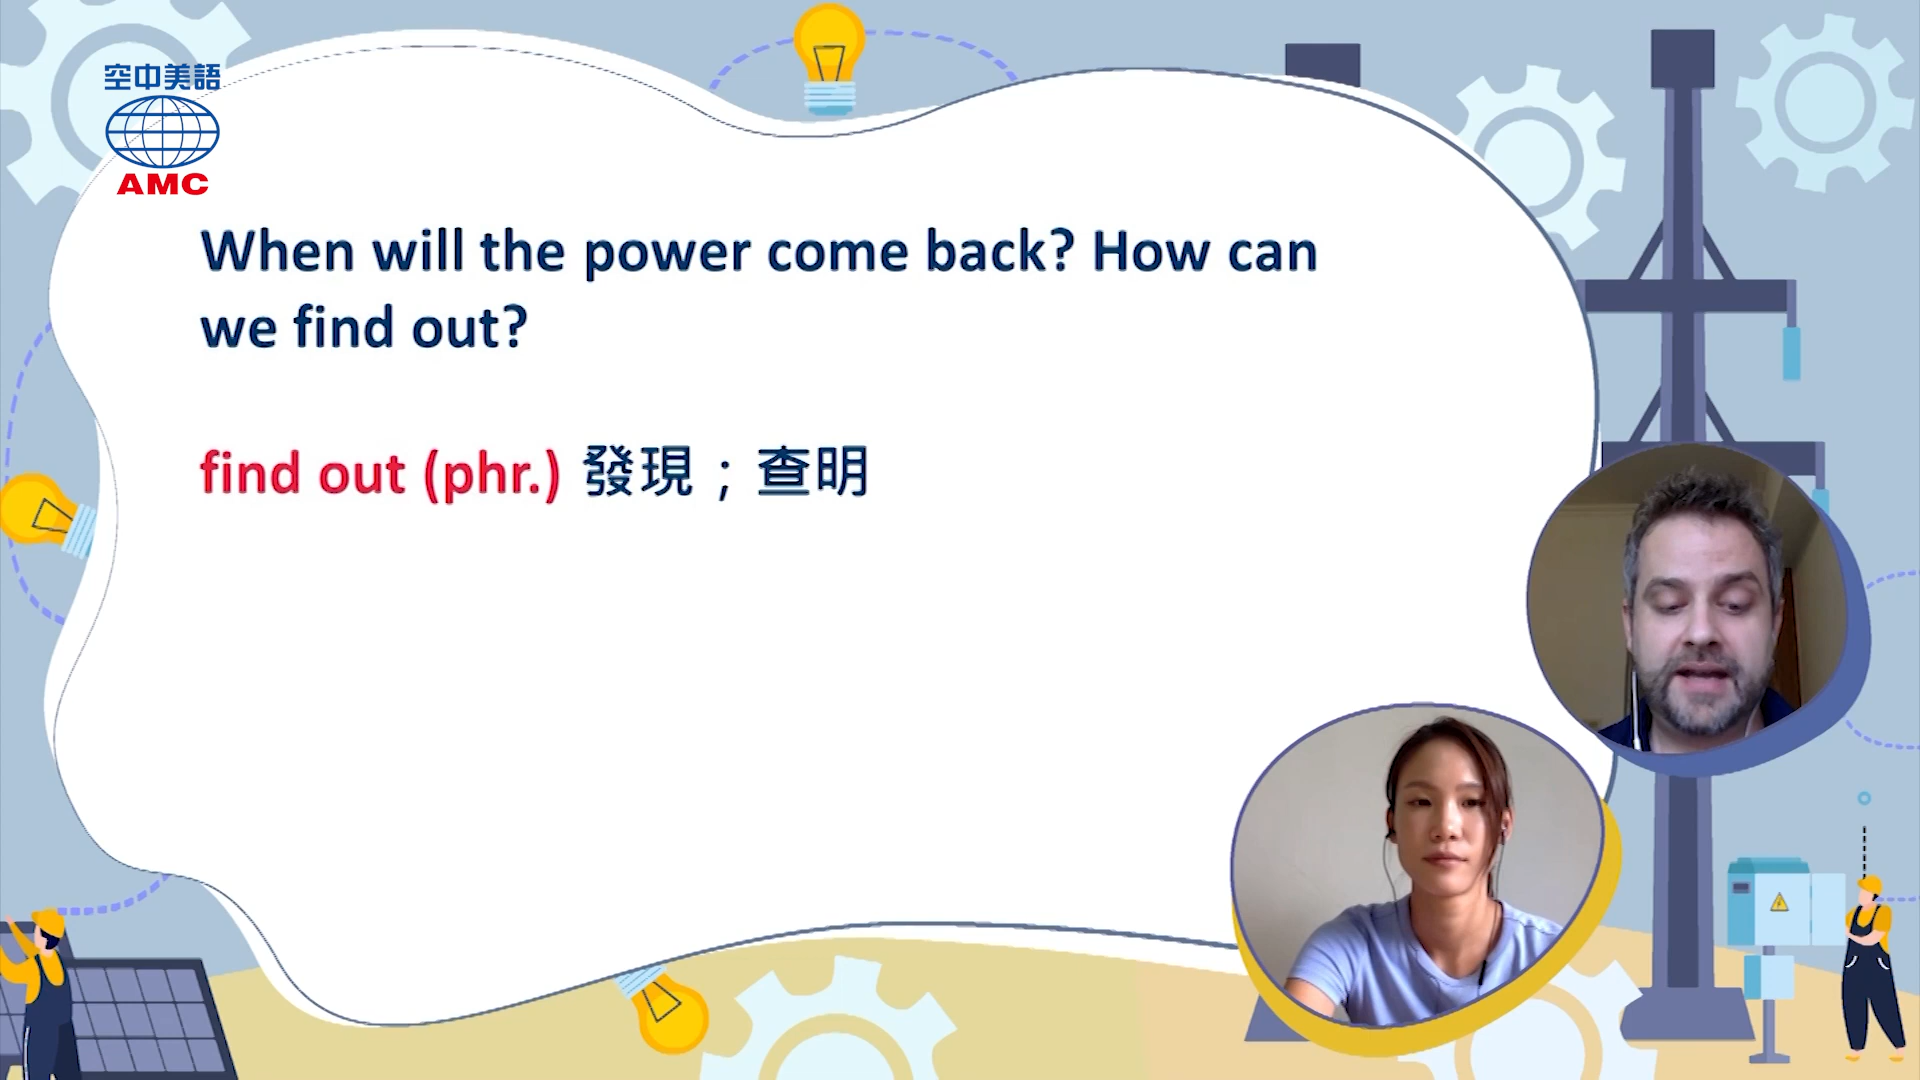 空中美語
AMC
When will the power come back? How can
we find out?
find out (phr.) 發現；查明